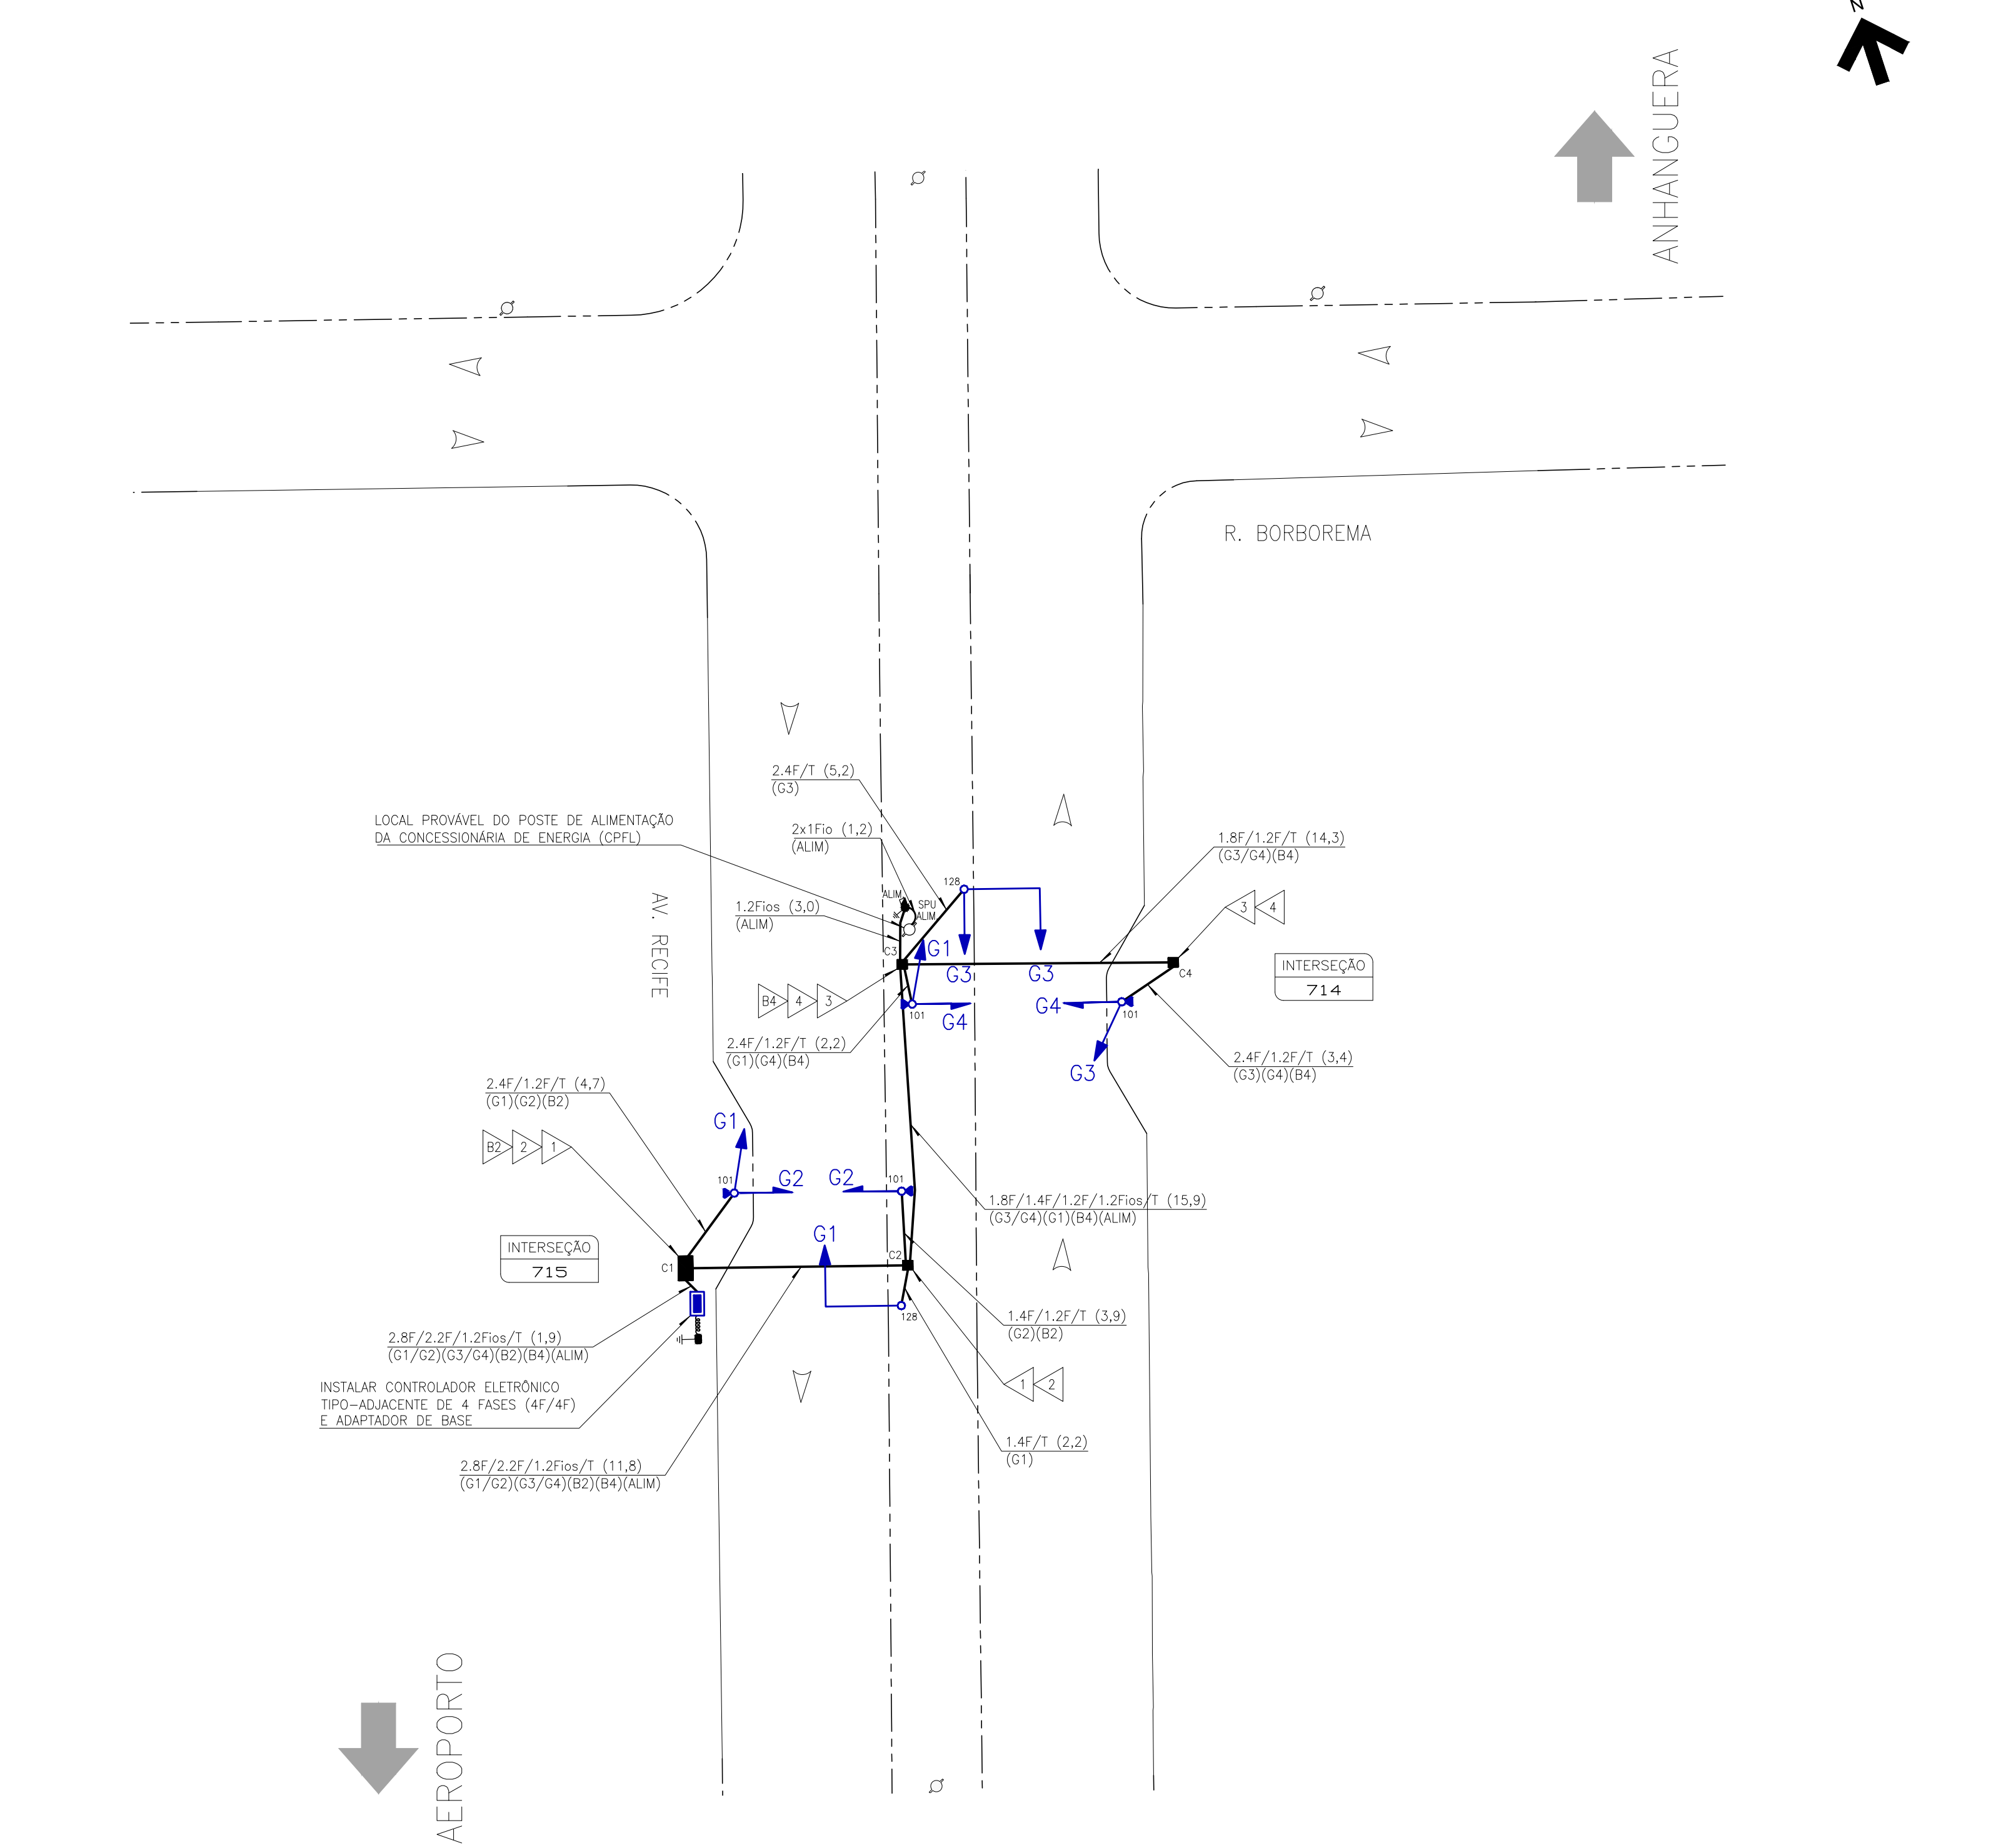 N
ANHANGUERA
R. BORBOREMA
2.4F/T (5,2)
(G3)
LOCAL PROVÁVEL DO POSTE DE ALIMENTAÇÃO
DA CONCESSIONÁRIA DE ENERGIA (CPFL)
2x1Fio (1,2)
(ALIM)
1.8F/1.2F/T (14,3)
(G3/G4)(B4)
128
ALIM.
SPU
ALIM.
1.2Fios (3,0)
(ALIM)
AV. RECIFE
3
4
C3
G1
G3
G3
C4
INTERSEÇÃO
714
B4
4
3
101
G4
G4
101
2.4F/1.2F/T (2,2)
(G1)(G4)(B4)
G3
2.4F/1.2F/T (3,4)
(G3)(G4)(B4)
2.4F/1.2F/T (4,7)
(G1)(G2)(B2)
G1
B2
2
1
101
G2
G2
101
1.8F/1.4F/1.2F/1.2Fios/T (15,9)
(G3/G4)(G1)(B4)(ALIM)
G1
INTERSEÇÃO
715
C1
C2
128
1.4F/1.2F/T (3,9)
(G2)(B2)
2.8F/2.2F/1.2Fios/T (1,9)
(G1/G2)(G3/G4)(B2)(B4)(ALIM)
INSTALAR CONTROLADOR ELETRÔNICO
TIPO-ADJACENTE DE 4 FASES (4F/4F)
E ADAPTADOR DE BASE
1
2
1.4F/T (2,2)
(G1)
2.8F/2.2F/1.2Fios/T (11,8)
(G1/G2)(G3/G4)(B2)(B4)(ALIM)
AEROPORTO